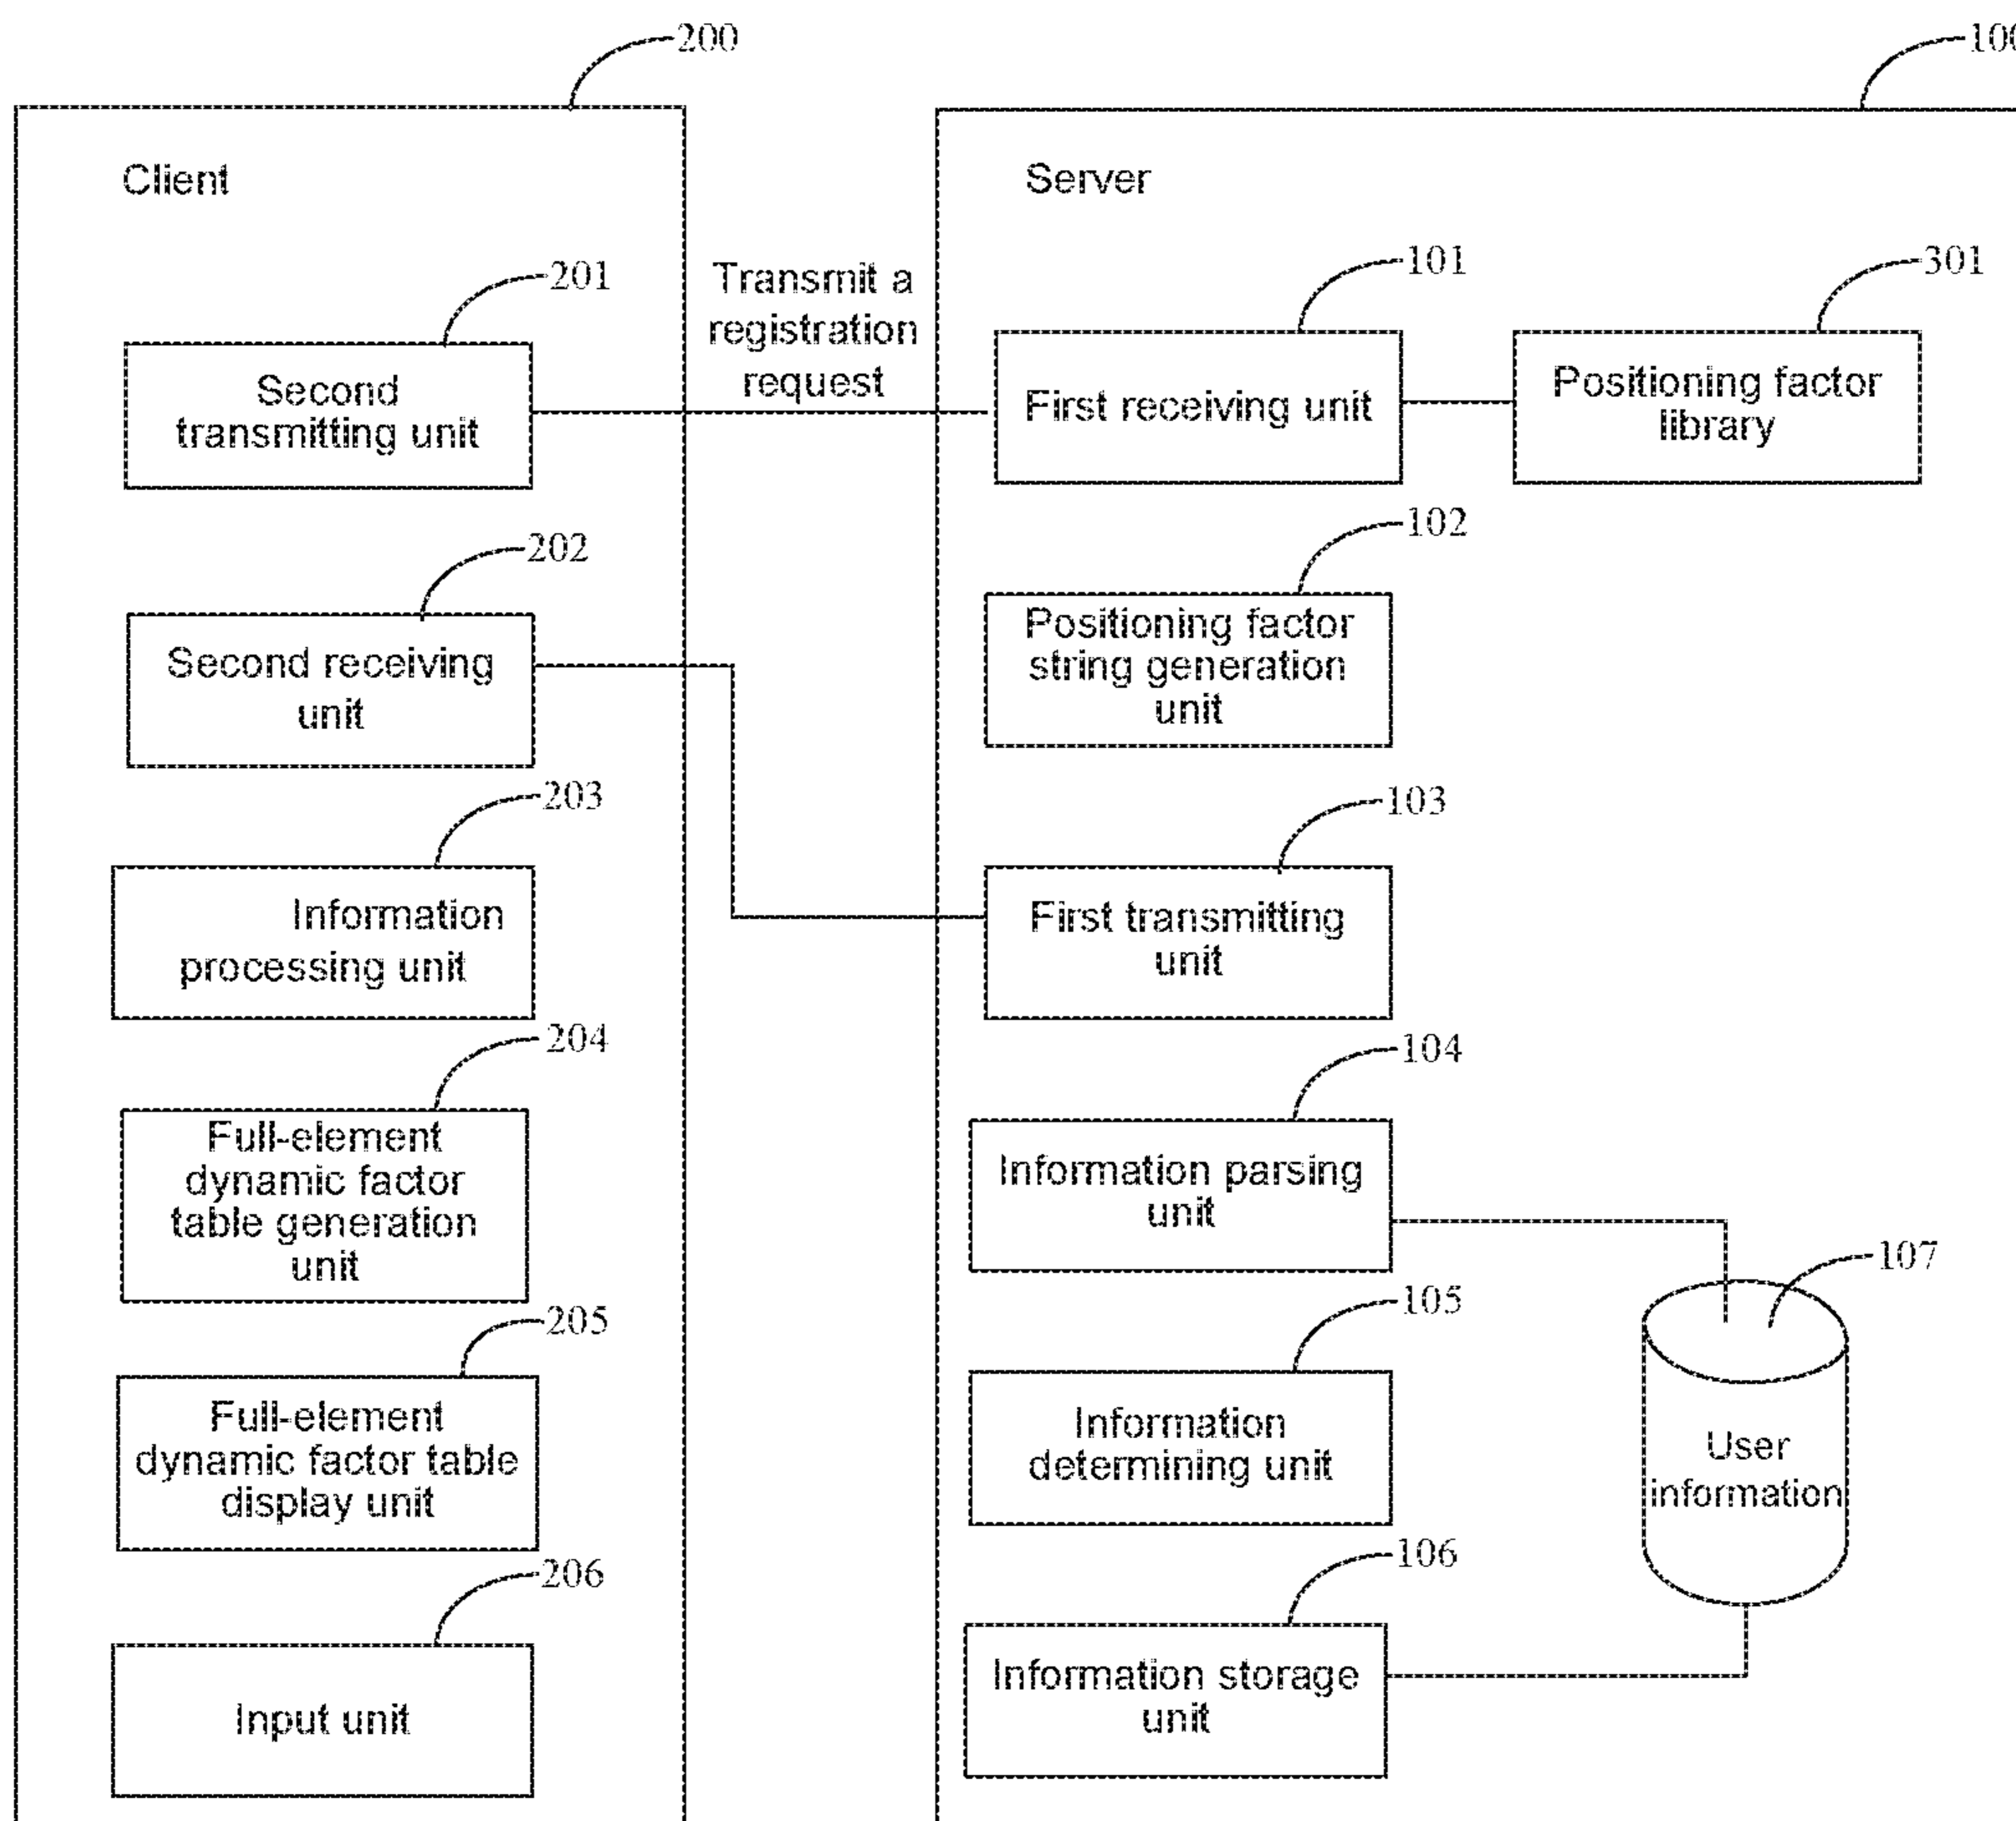 200
100
Client
Server
201
Transmit a
registration
request
101
301
Second
transmitting unit
First receiving unit
Positioning factor
library
202
102
Second receiving
unit
Positioning factor
string generation
unit
203
103
Information
processing unit
First transmitting
unit
204
104
Full-element
dynamic factor
table generation
unit
Information parsing
unit
107
205
105
Full-element
dynamic factor table
display unit
Information
determining unit
User
information
206
106
Input unit
Information storage
unit